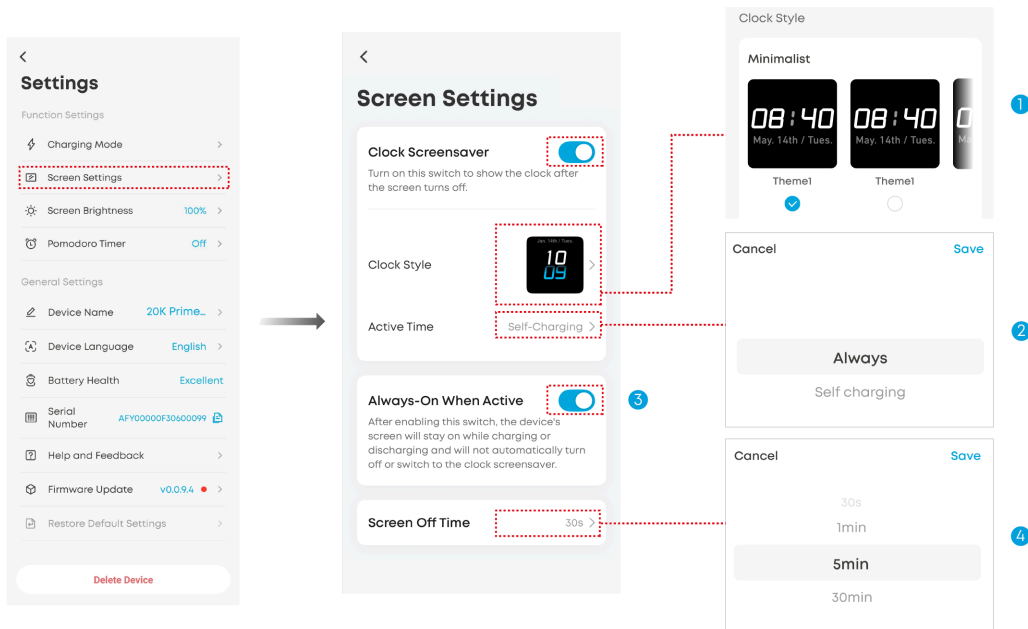 Settings
Function Settings
Charging Mode
Screen Settings
Screen Brightness 100%
Pomodoro Timer Off
General Settings
Device Name 20K Prime...
Device Language English
Battery Health Excellent
Serial
Number AFY00000F30600099
Help and Feedback
Firmware Update v0.0.9.4
Restore Default Settings
Delete Device
Screen Settings
Clock Screensaver
Turn on this switch to show the clock after
the screen turns off.
Clock Style
Jan. 14th / Tues.
10
09
Active Time Self-Charging
Always-On When Active
After enabling this switch, the device's
screen will stay on while charging or
discharging and will not automatically turn
off or switch to the clock screensaver.
3
Screen Off Time 30s
Clock Style
Minimalist
08:40 08:40
May. 14th / Tues. May. 14th / Tues. Ma
Theme1 Theme1
1
Cancel Save
Always
Self charging
2
Cancel Save
30s
1min
5min
30min
4